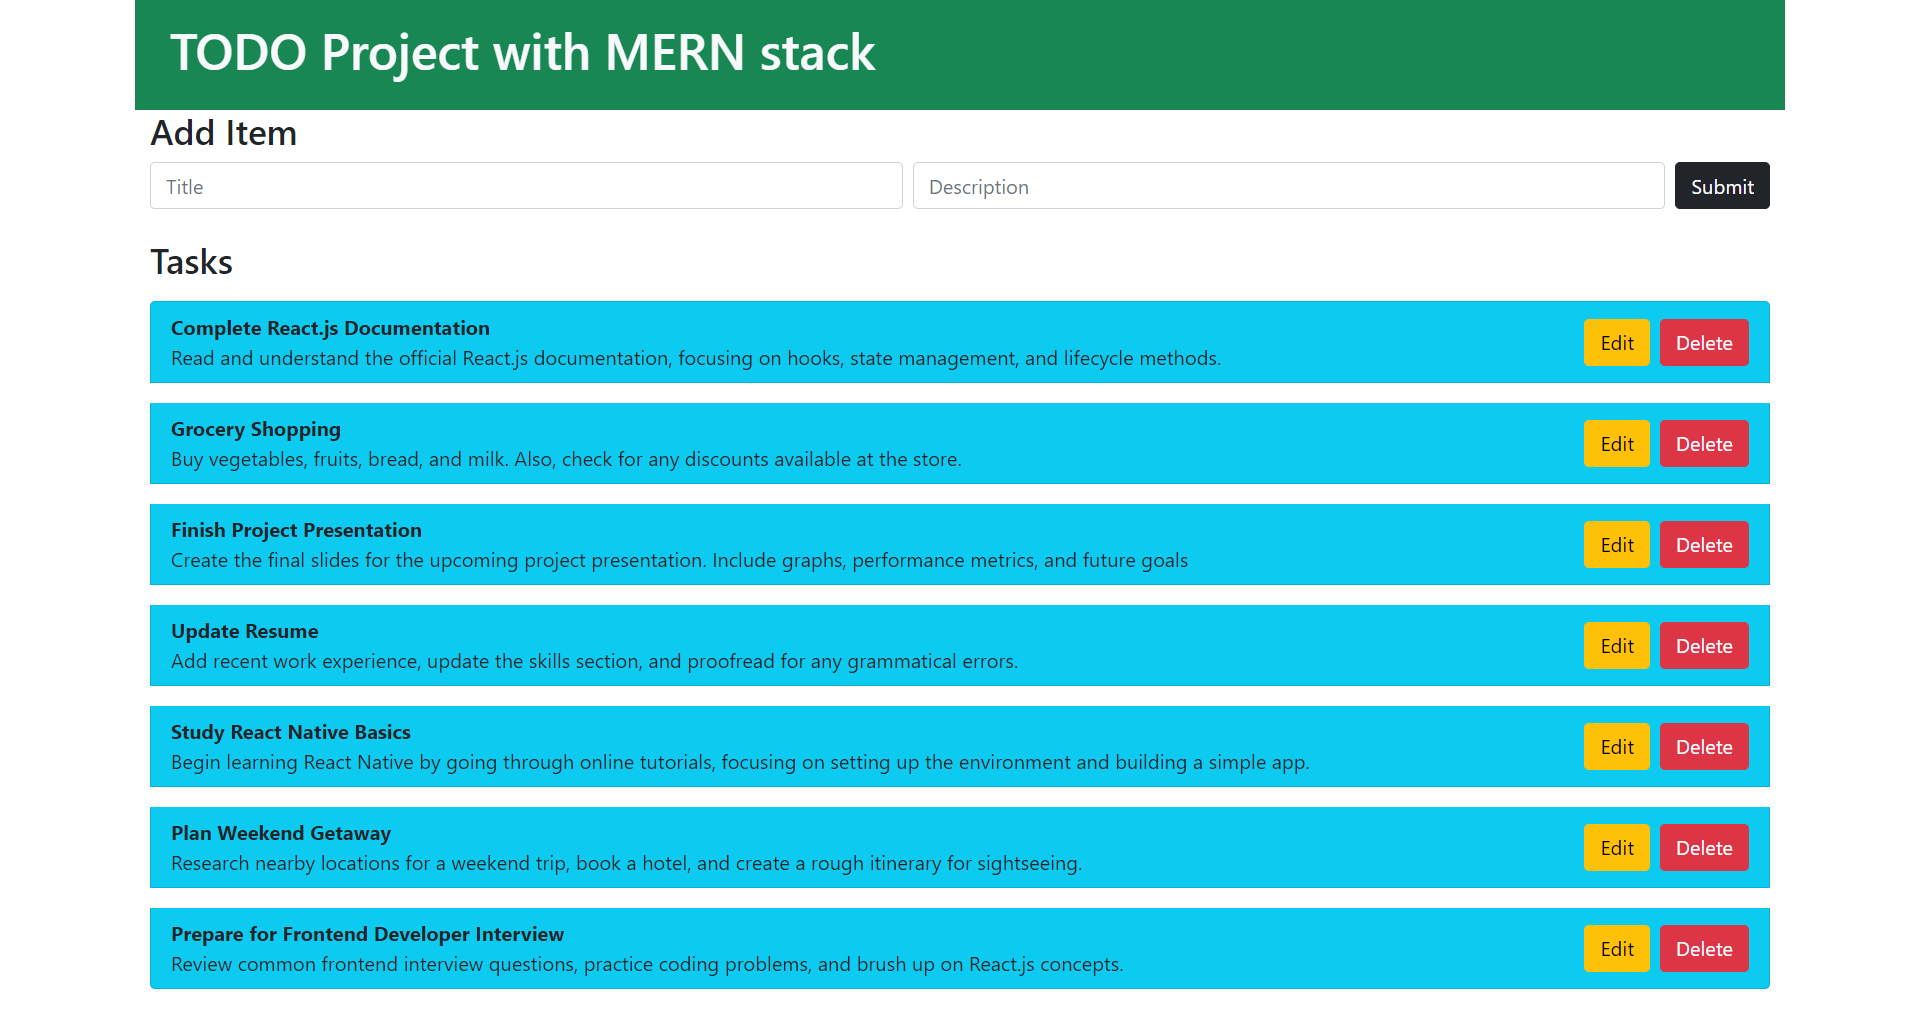 TODO Project with MERN stack
Add Item
Title Description Submit
Tasks
Complete React.js Documentation
Read and understand the official React.js documentation, focusing on hooks, state management, and lifecycle methods.
Edit Delete
Grocery Shopping
Buy vegetables, fruits, bread, and milk. Also, check for any discounts available at the store.
Edit Delete
Finish Project Presentation
Create the final slides for the upcoming project presentation. Include graphs, performance metrics, and future goals
Edit Delete
Update Resume
Add recent work experience, update the skills section, and proofread for any grammatical errors.
Edit Delete
Study React Native Basics
Begin learning React Native by going through online tutorials, focusing on setting up the environment and building a simple app.
Edit Delete
Plan Weekend Getaway
Research nearby locations for a weekend trip, book a hotel, and create a rough itinerary for sightseeing.
Edit Delete
Prepare for Frontend Developer Interview
Review common frontend interview questions, practice coding problems, and brush up on React.js concepts.
Edit Delete